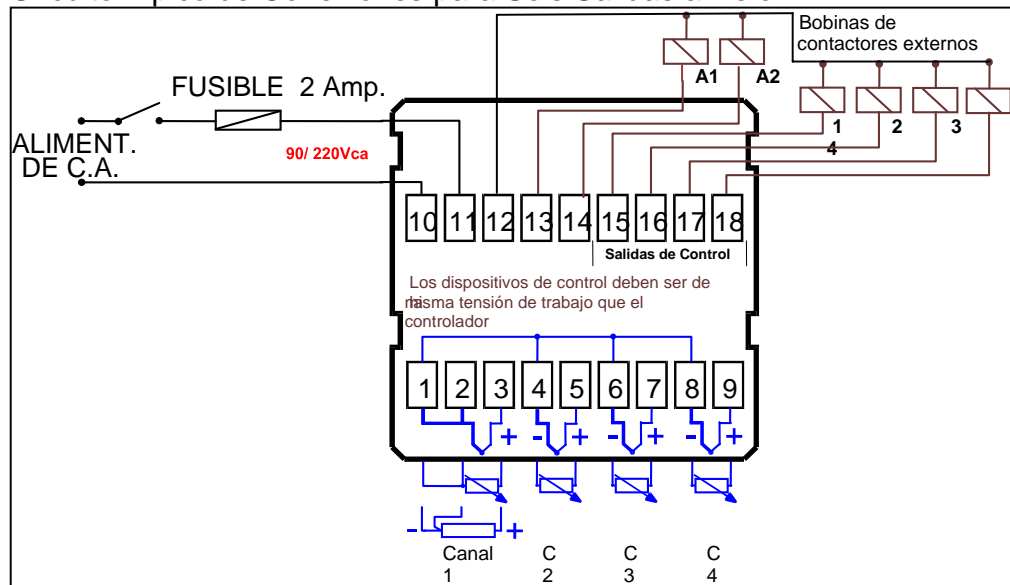 Bobinas de
contactores externos
A1 A2
FUSIBLE 2 Amp.
1 2 3
4
ALIMENT.
DE C.A.
90/ 220Vca
10 11 12 13 14 15 16 17 18
Salidas de Control
Los dispositivos de control deben ser de
misma tensión de trabajo que el
controlador
1 2 3 4 5 6 7 8 9
+ - + - + - +
- +
Canal C C C
1 2 3 4